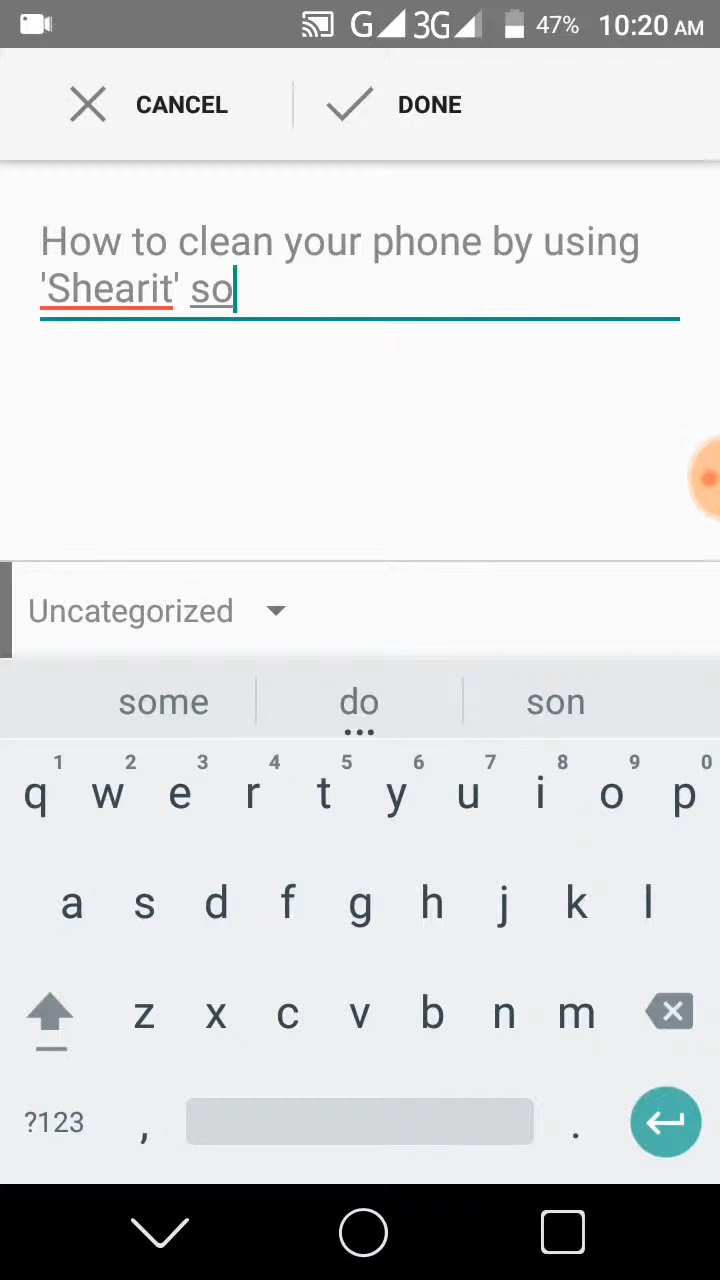 G 3G 47% 10:20 AM
CANCEL DONE
How to clean your phone by using
'Shearit' so
Uncategorized
some do son
1 2 3 4 5 6 7 8 9 0
q w e r t y u i o p
a s d f g h j k l
z x c v b n m
?123 , .